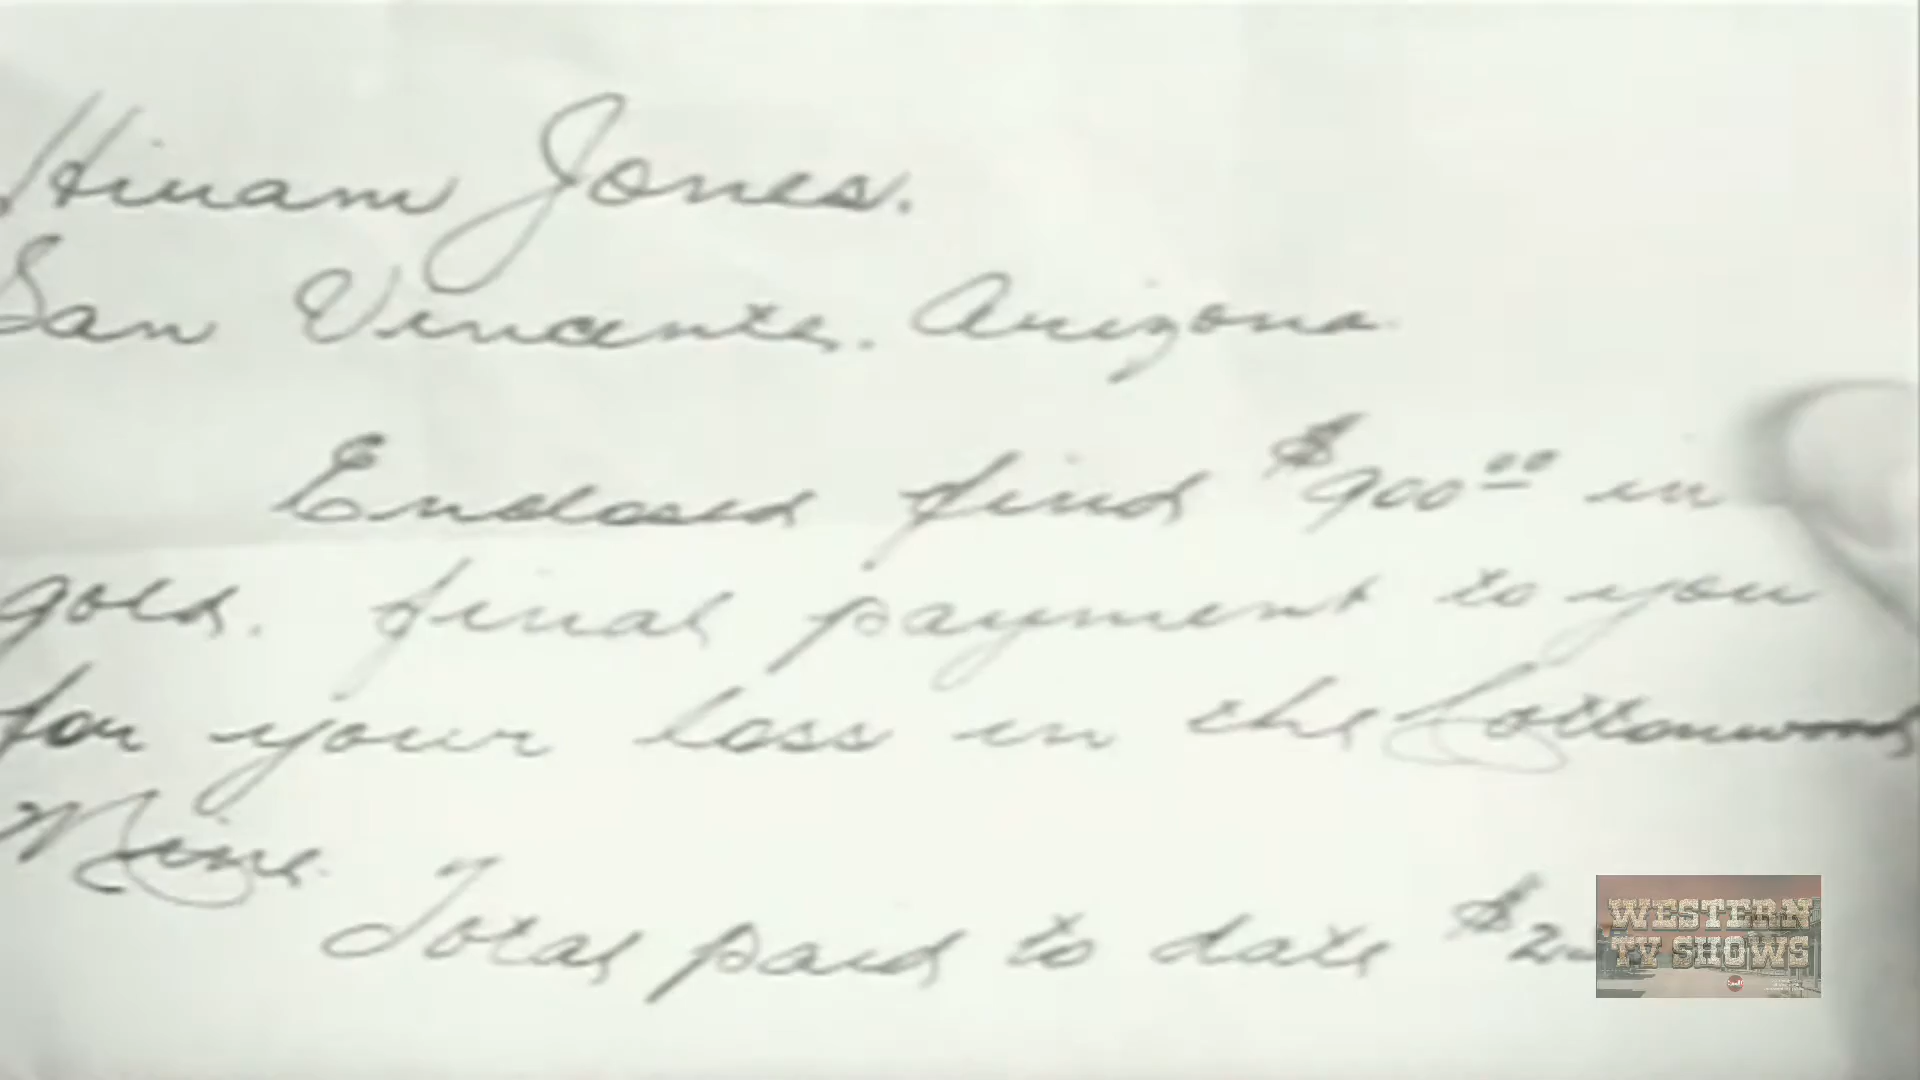 Hiram Jones.
San Vincente. Arizona.
Enclosed find $900.00 in
gold. final payment to you
for your loss in the Cottonwood
Mine.
Total paid to date $2
WESTERN
TV SHOWS